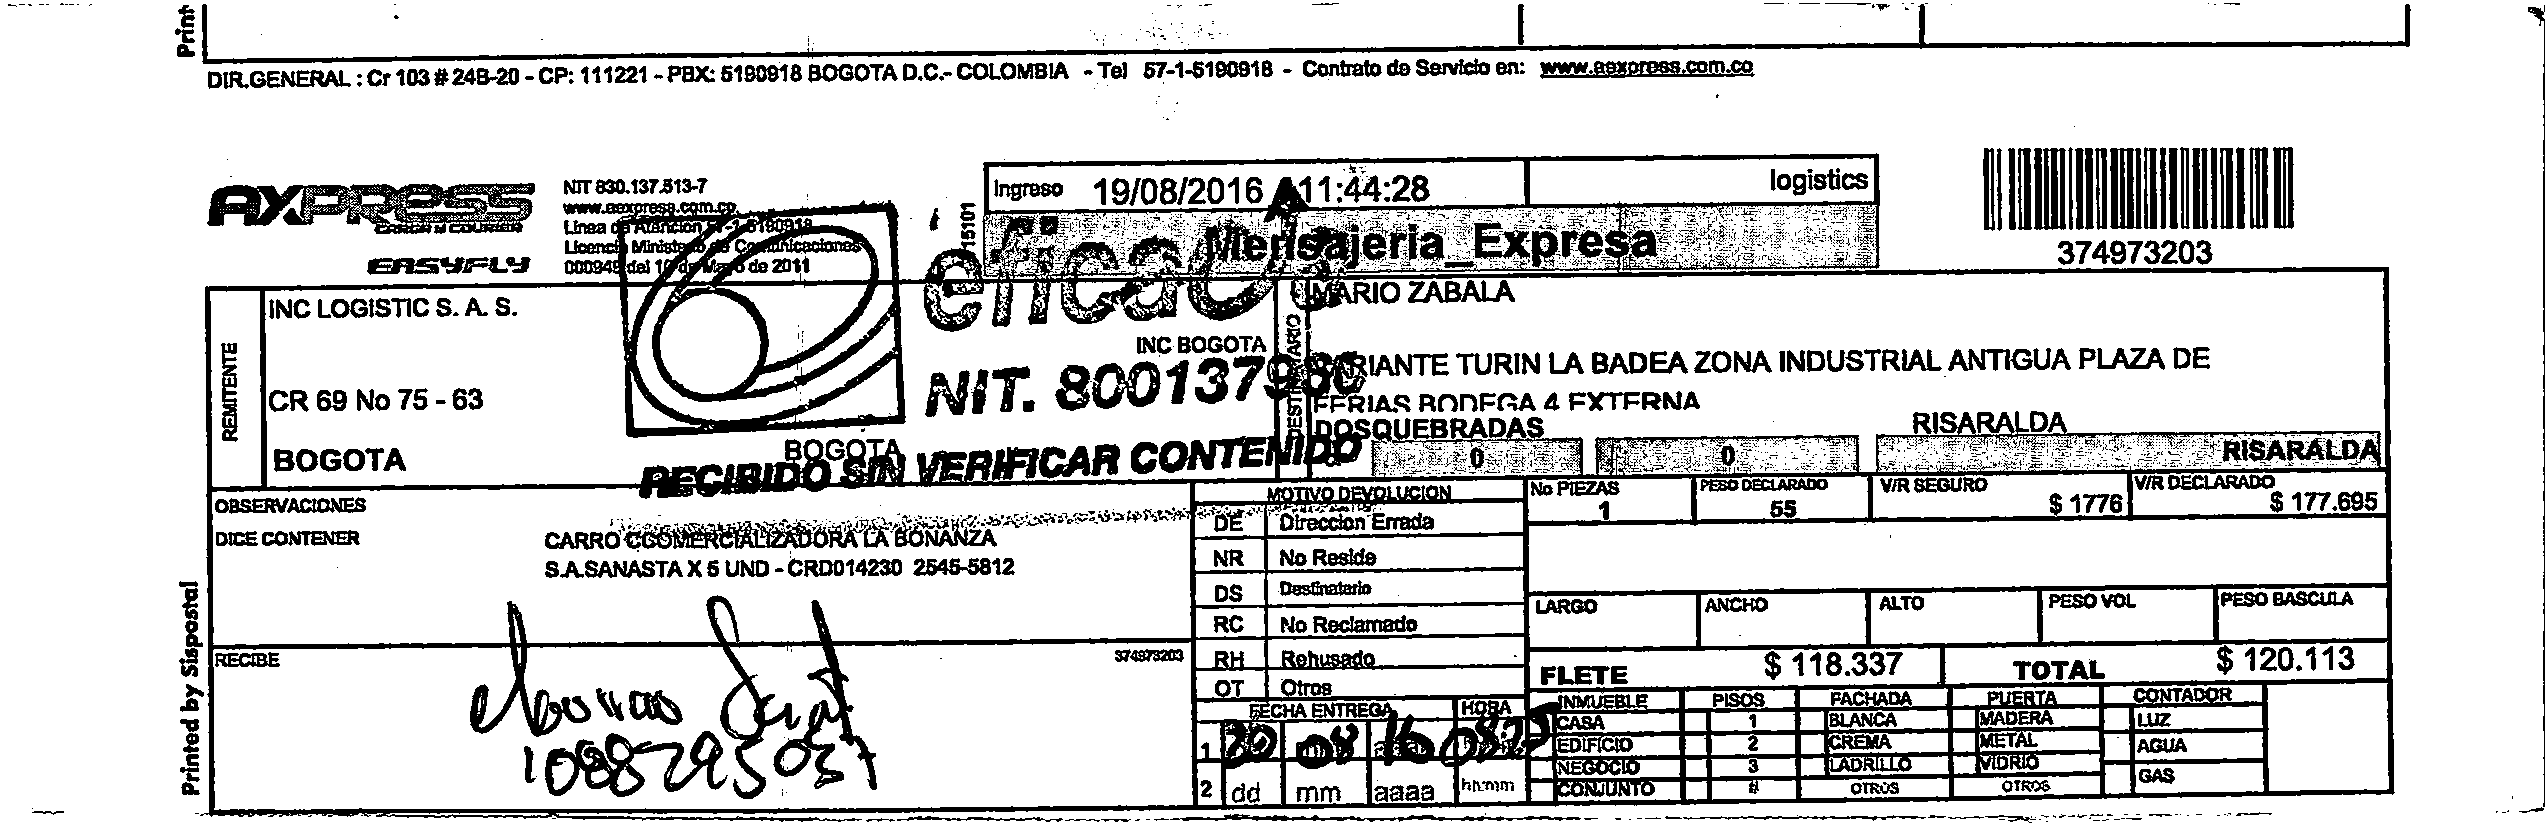 Print
DIR.GENERAL : Cr 103 # 24B-20 - CP: 111221 - PBX: 5190918 BOGOTA D.C.- COLOMBIA - Tel 57-1-5190918 - Contrato de Servicio en: www.aexpress.com.co
AXPRESS
CARGA Y COURIER
EASYFLY
NIT 830.137.513-7
www.aexpress.com.co
Linea de Atancion 57-1-5190918
Licencia Ministerio de Comunicaciones
000949 del 10 de Mayo de 2011
15101
Ingreso 19/08/2016 11:44:28 logistics
Mensajeria_Expresa
374973203
eficacia
NIT. 800137960
RECIBIDO SIN VERIFICAR CONTENIDO
REMITENTE
INC LOGISTIC S. A. S.
INC BOGOTA
CR 69 No 75 - 63
BOGOTA BOGOTA
DESTINATARIO
MARIO ZABALA
VARIANTE TURIN LA BADEA ZONA INDUSTRIAL ANTIGUA PLAZA DE
FERIAS BODEGA 4 EXTERNA
DOSQUEBRADAS RISARALDA
0 0 RISARALDA
OBSERVACIONES
DICE CONTENER CARRO CCOMERCIALIZADORA LA BONANZA
S.A.SANASTA X 5 UND - CRD014230 2545-5812
MOTIVO DEVOLUCION
DE Direccion Errada
NR No Reside
DS Destinatario
RC No Reclamado
RH Rehusado
OT Otros
No PIEZAS 1
PESO DECLARADO 55
V/R SEGURO $ 1776
V/R DECLARADO $ 177.695
LARGO ANCHO ALTO PESO VOL PESO BASCULA
FLETE $ 118.337 TOTAL $ 120.113
RECIBE 374973203
1088295037
FECHA ENTREGA HORA
1 20 08 16
2 dd mm aaaa hh:mm
INMUEBLE PISOS FACHADA PUERTA CONTADOR
CASA 1 BLANCA MADERA LUZ
EDIFICIO 2 CREMA METAL AGUA
NEGOCIO 3 LADRILLO VIDRIO GAS
CONJUNTO # OTROS OTROS
Printed by Sispostal